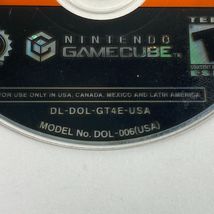 NINTENDO
GAMECUBE™
T
FOR USE ONLY IN USA, CANADA, MEXICO AND LATIN AMERICA
DL-DOL-GT4E-USA
MODEL No. DOL-006(USA)